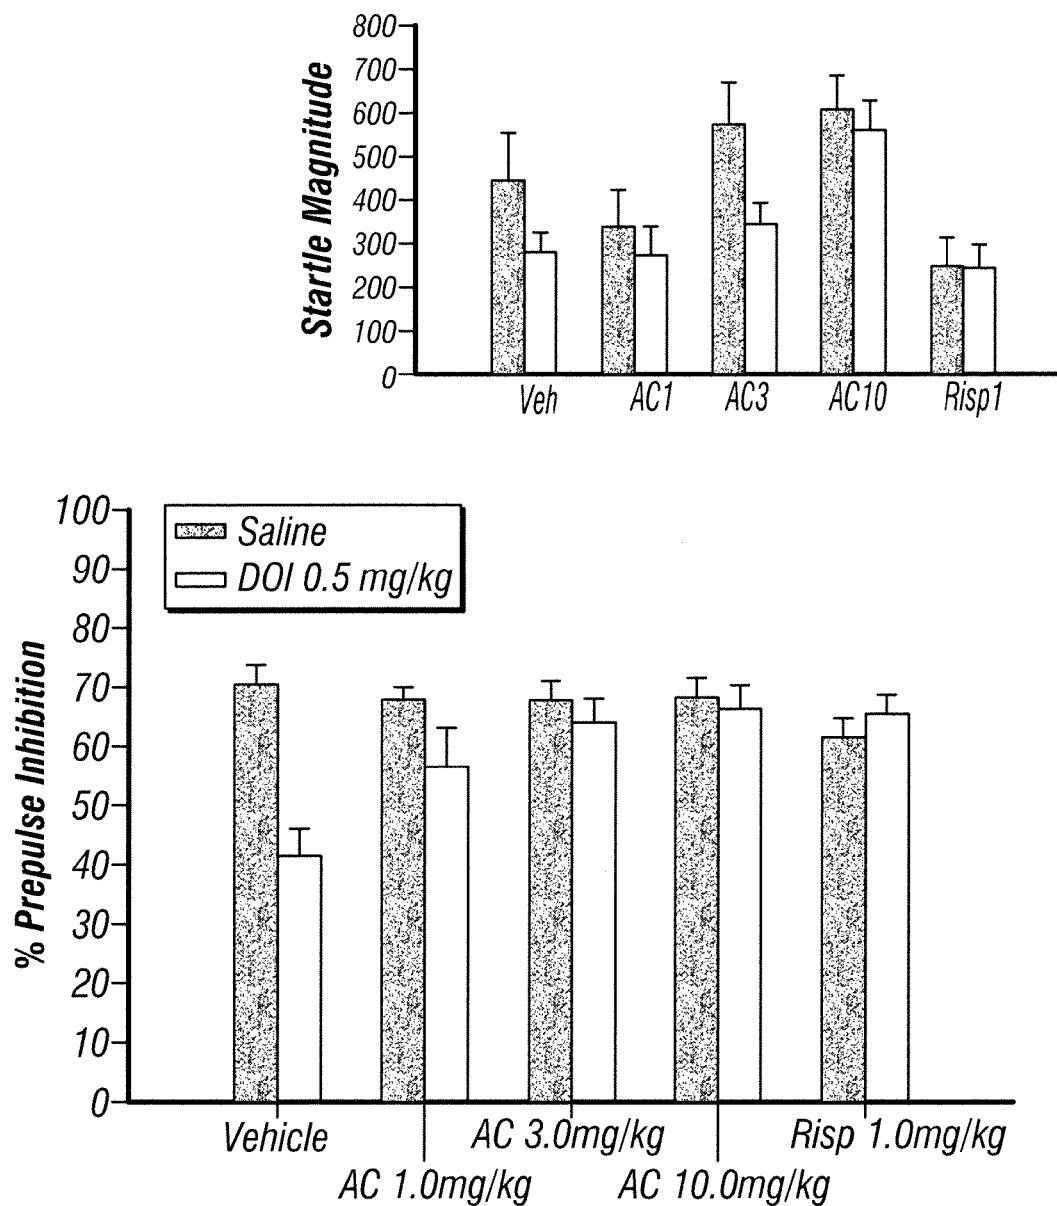 Startle Magnitude
800
700
600
500
400
300
200
100
0
Veh AC1 AC3 AC10 Risp1
% Prepulse Inhibition
100
90
80
70
60
50
40
30
20
10
0
Saline
DOI 0.5 mg/kg
Vehicle AC 3.0mg/kg Risp 1.0mg/kg
AC 1.0mg/kg AC 10.0mg/kg